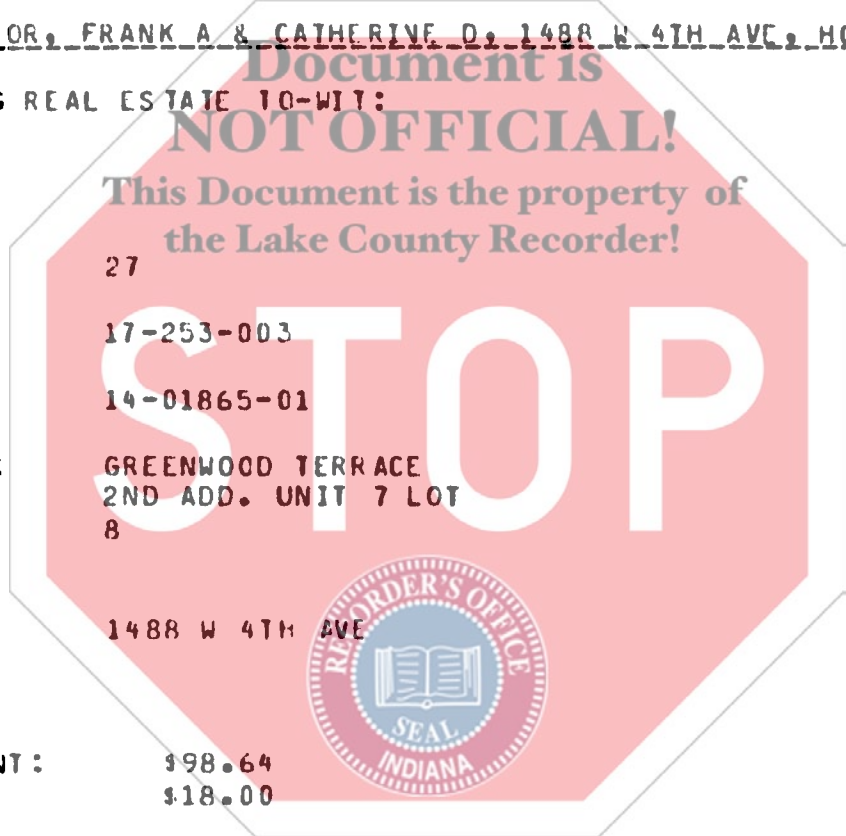 OR, FRANK A & CATHERINE D, 1488 W 4TH AVE, HO
Document is
REAL ESTATE TO-WIT:
NOT OFFICIAL!
This Document is the property of
the Lake County Recorder!
27
17-253-003
STOP
14-01865-01
GREENWOOD TERRACE
2ND ADD. UNIT 7 LOT
8
1488 W 4TH AVE
RECORDER'S OFFICE
SEAL
INDIANA
NT: $98.64
$18.00